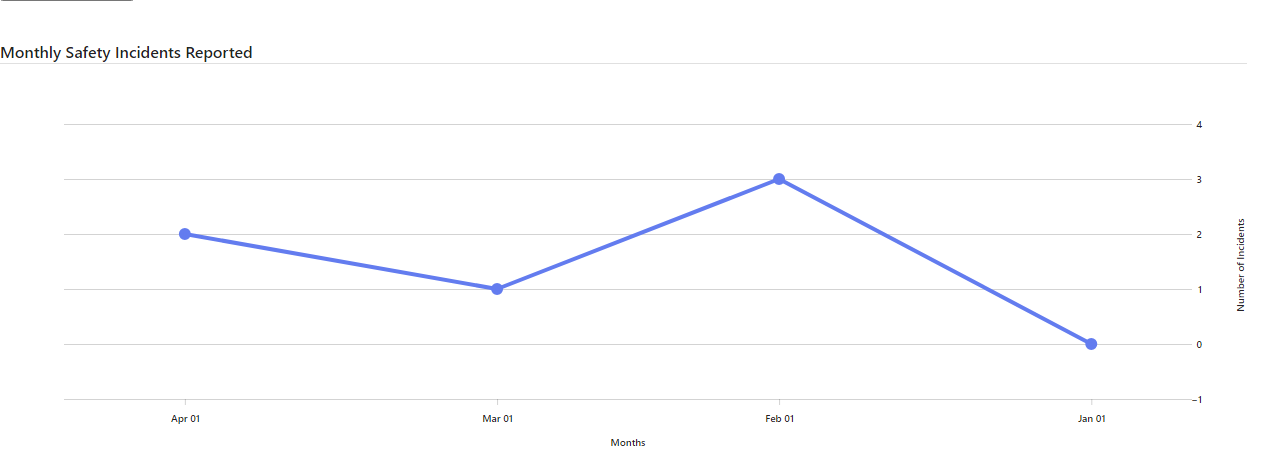 Monthly Safety Incidents Reported
4
3
2
1
0
−1
Number of Incidents
Apr 01
Mar 01
Feb 01
Jan 01
Months